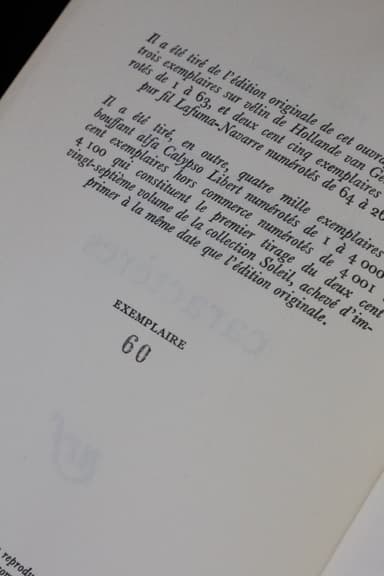 Il a été tiré de l'édition originale de cet ouvra
trois exemplaires sur vélin de Hollande van Ge
rotés de 1 à 63, et deux cent cinq exemplaires
pur fil Lafuma-Navarre numérotés de 64 à 26
Il a été tiré, en outre, quatre mille exemplaires
bouffant alfa Calypso Libert numérotés de 1 à 4 000
cent exemplaires hors commerce numérotés de 4 001
4 100 qui constituent le premier tirage du deux cent
vingt-septième volume de la collection Soleil, achevé d'im-
primer à la même date que l'édition originale.
EXEMPLAIRE
60
caractères
nrf
reprodu